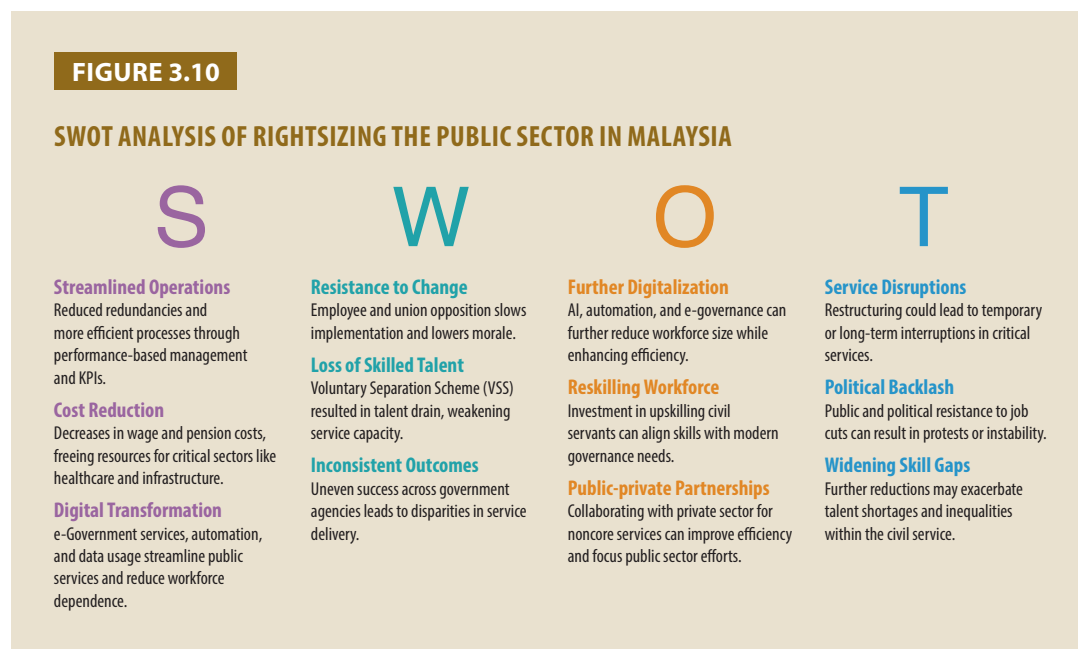 FIGURE 3.10
SWOT ANALYSIS OF RIGHTSIZING THE PUBLIC SECTOR IN MALAYSIA
S
Streamlined Operations
Reduced redundancies and
more efficient processes through
performance-based management
and KPIs.
Cost Reduction
Decreases in wage and pension costs,
freeing resources for critical sectors like
healthcare and infrastructure.
Digital Transformation
e-Government services, automation,
and data usage streamline public
services and reduce workforce
dependence.
W
Resistance to Change
Employee and union opposition slows
implementation and lowers morale.
Loss of Skilled Talent
Voluntary Separation Scheme (VSS)
resulted in talent drain, weakening
service capacity.
Inconsistent Outcomes
Uneven success across government
agencies leads to disparities in service
delivery.
O
Further Digitalization
AI, automation, and e-governance can
further reduce workforce size while
enhancing efficiency.
Reskilling Workforce
Investment in upskilling civil
servants can align skills with modern
governance needs.
Public-private Partnerships
Collaborating with private sector for
noncore services can improve efficiency
and focus public sector efforts.
T
Service Disruptions
Restructuring could lead to temporary
or long-term interruptions in critical
services.
Political Backlash
Public and political resistance to job
cuts can result in protests or instability.
Widening Skill Gaps
Further reductions may exacerbate
talent shortages and inequalities
within the civil service.